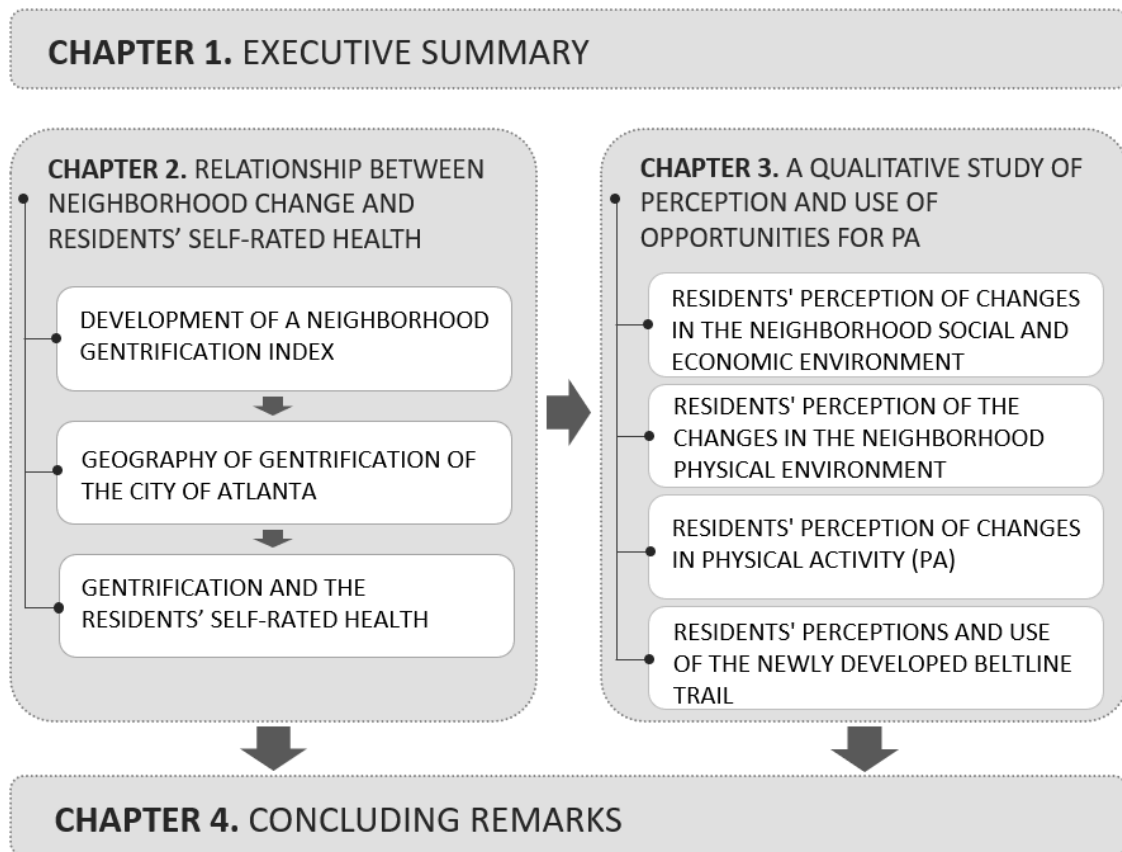 CHAPTER 1. EXECUTIVE SUMMARY
CHAPTER 2. RELATIONSHIP BETWEEN
NEIGHBORHOOD CHANGE AND
RESIDENTS’ SELF-RATED HEALTH
DEVELOPMENT OF A NEIGHBORHOOD
GENTRIFICATION INDEX
GEOGRAPHY OF GENTRIFICATION OF
THE CITY OF ATLANTA
GENTRIFICATION AND THE
RESIDENTS’ SELF-RATED HEALTH
CHAPTER 3. A QUALITATIVE STUDY OF
PERCEPTION AND USE OF
OPPORTUNITIES FOR PA
RESIDENTS' PERCEPTION OF CHANGES
IN THE NEIGHBORHOOD SOCIAL AND
ECONOMIC ENVIRONMENT
RESIDENTS' PERCEPTION OF THE
CHANGES IN THE NEIGHBORHOOD
PHYSICAL ENVIRONMENT
RESIDENTS' PERCEPTION OF CHANGES
IN PHYSICAL ACTIVITY (PA)
RESIDENTS' PERCEPTIONS AND USE
OF THE NEWLY DEVELOPED BELTLINE
TRAIL
CHAPTER 4. CONCLUDING REMARKS